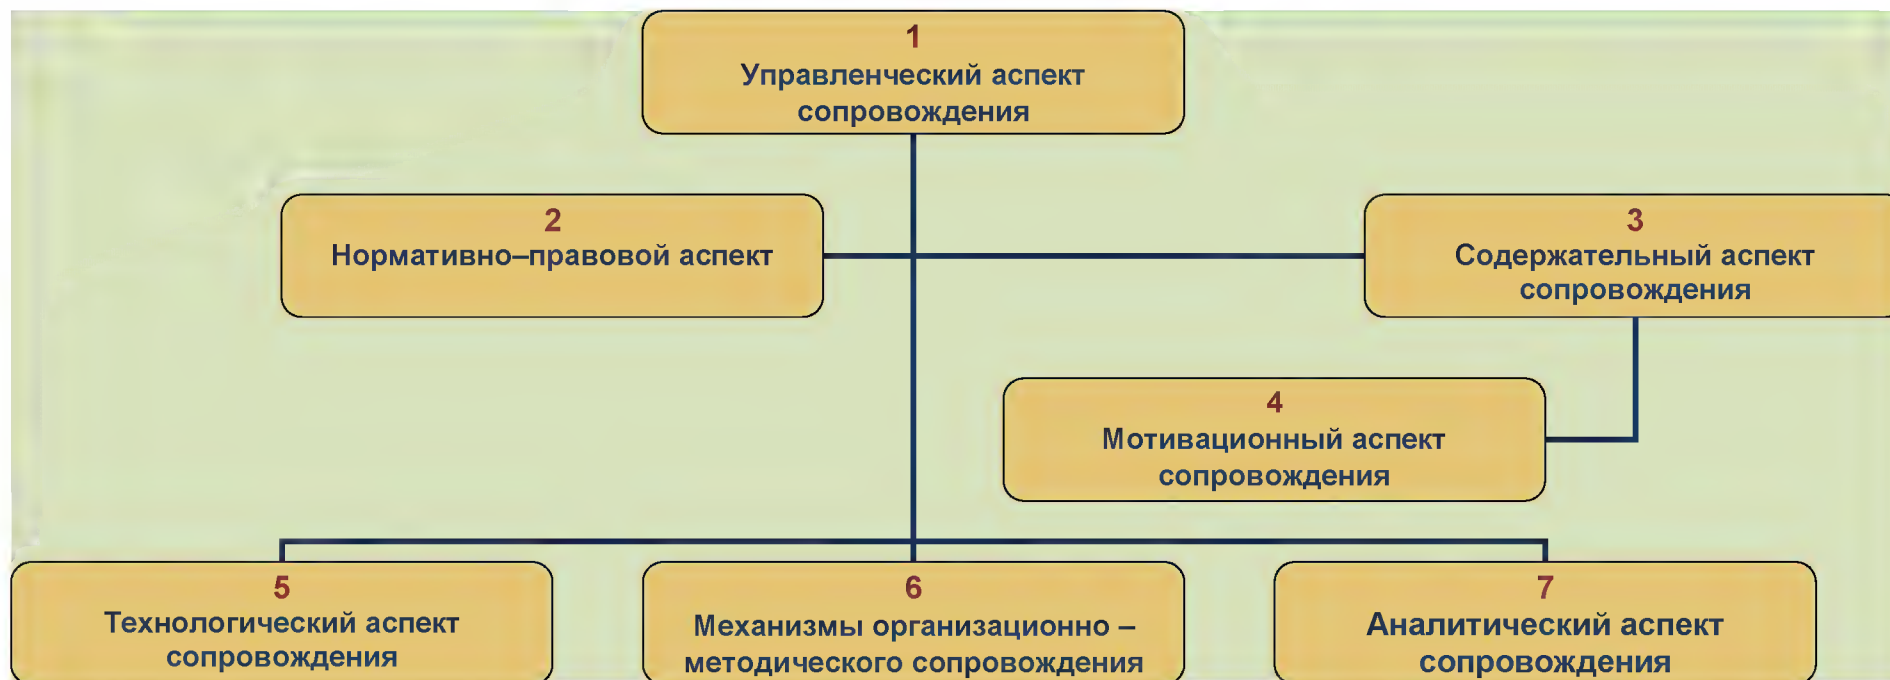 1
Управленческий аспект
сопровождения
2
Нормативно–правовой аспект
3
Содержательный аспект
сопровождения
4
Мотивационный аспект
сопровождения
5
Технологический аспект
сопровождения
6
Механизмы организационно –
методического сопровождения
7
Аналитический аспект
сопровождения